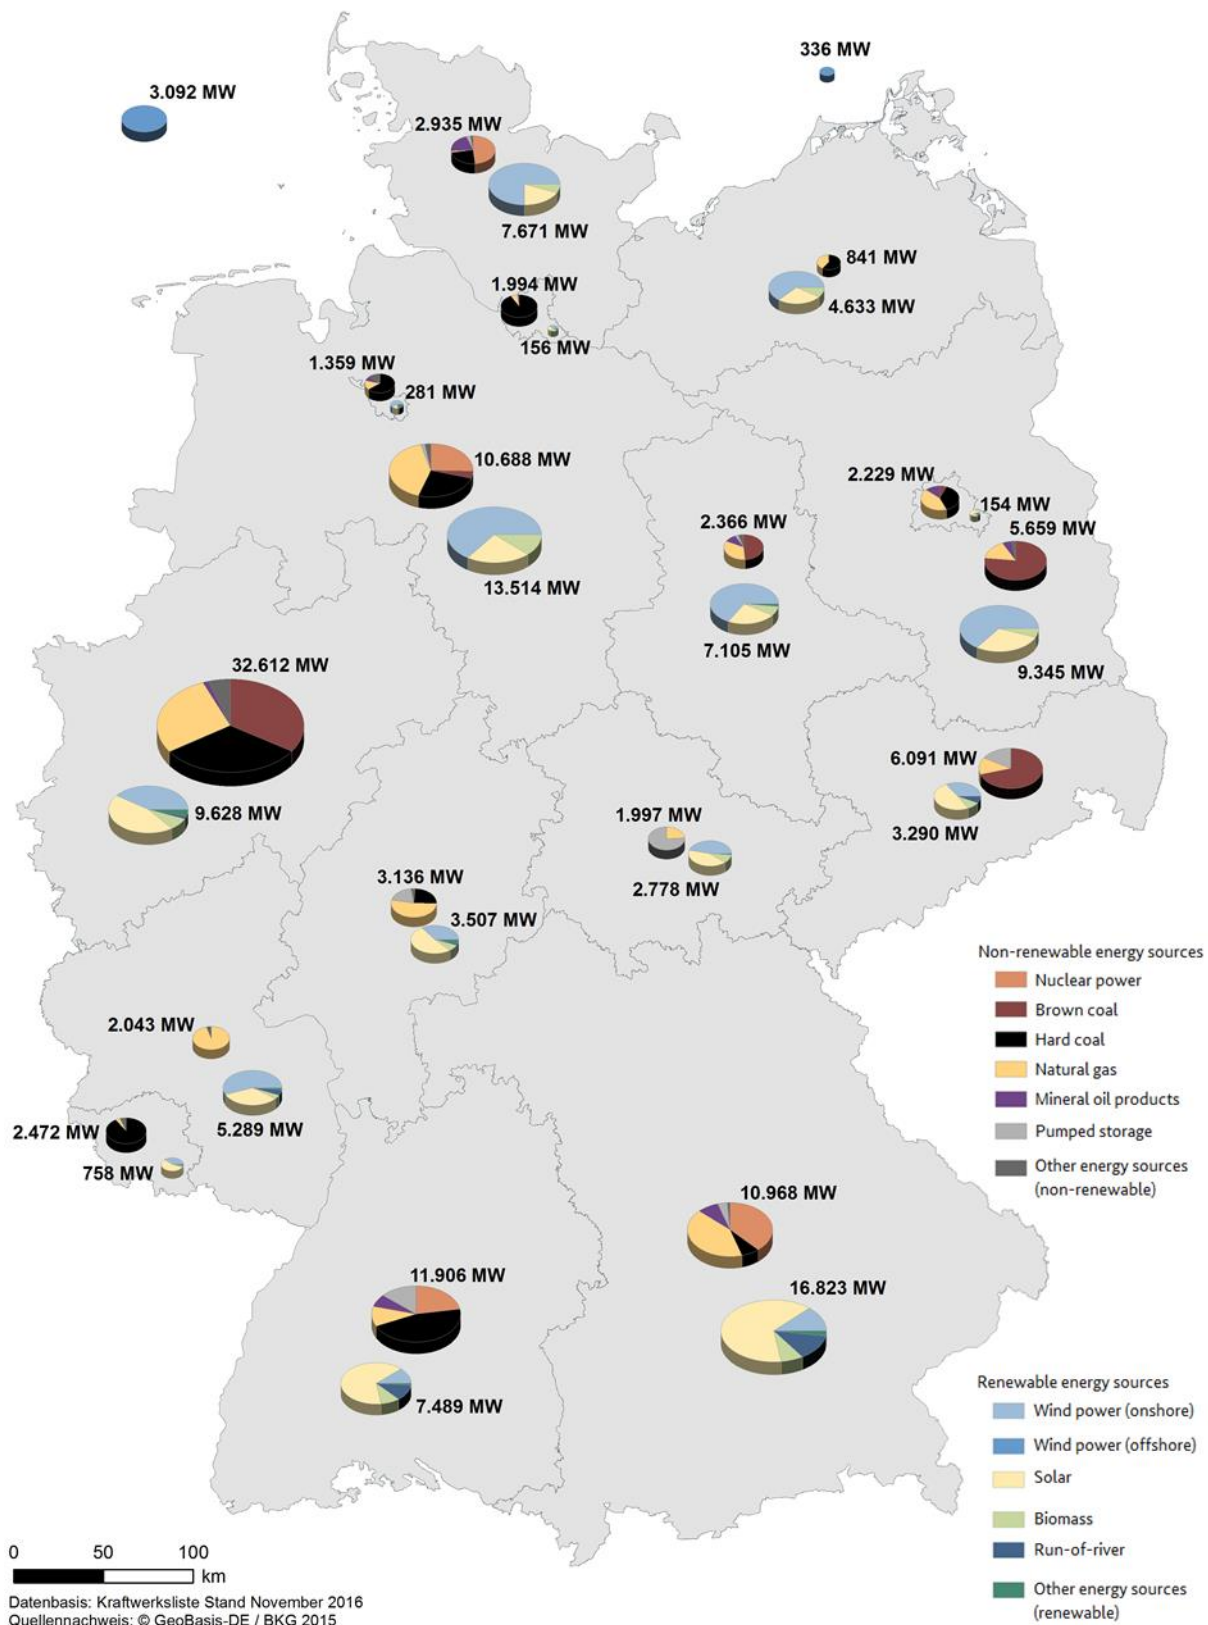 336 MW
3.092 MW
2.935 MW
7.671 MW
841 MW
4.633 MW
1.994 MW
156 MW
1.359 MW
281 MW
10.688 MW
13.514 MW
2.229 MW
154 MW
5.659 MW
2.366 MW
7.105 MW
9.345 MW
32.612 MW
9.628 MW
6.091 MW
3.290 MW
1.997 MW
2.778 MW
3.136 MW
3.507 MW
2.043 MW
5.289 MW
2.472 MW
758 MW
10.968 MW
16.823 MW
11.906 MW
7.489 MW
Non-renewable energy sources
Nuclear power
Brown coal
Hard coal
Natural gas
Mineral oil products
Pumped storage
Other energy sources
(non-renewable)
Renewable energy sources
Wind power (onshore)
Wind power (offshore)
Solar
Biomass
Run-of-river
Other energy sources
(renewable)
0 50 100
km
Datenbasis: Kraftwerksliste Stand November 2016
Quellennachweis: © GeoBasis-DE / BKG 2015